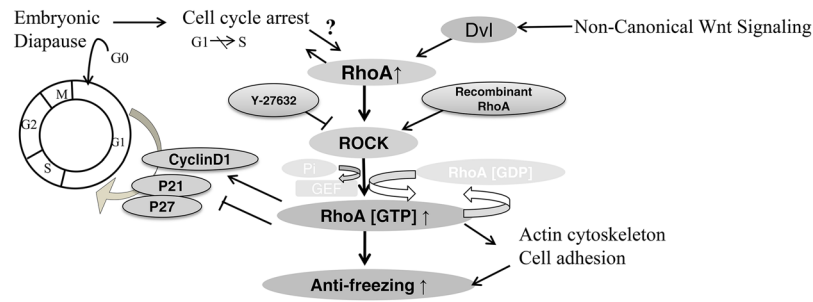 Embryonic
Diapause
Cell cycle arrest
G1 S
?
Dvl
Non-Canonical Wnt Signaling
G0
RhoA↑
Y-27632
Recombinant
RhoA
M
G2
G1
S
ROCK
CyclinD1
P21
P27
Pi
GEF
RhoA [GDP]
RhoA [GTP] ↑
Actin cytoskeleton
Cell adhesion
Anti-freezing ↑